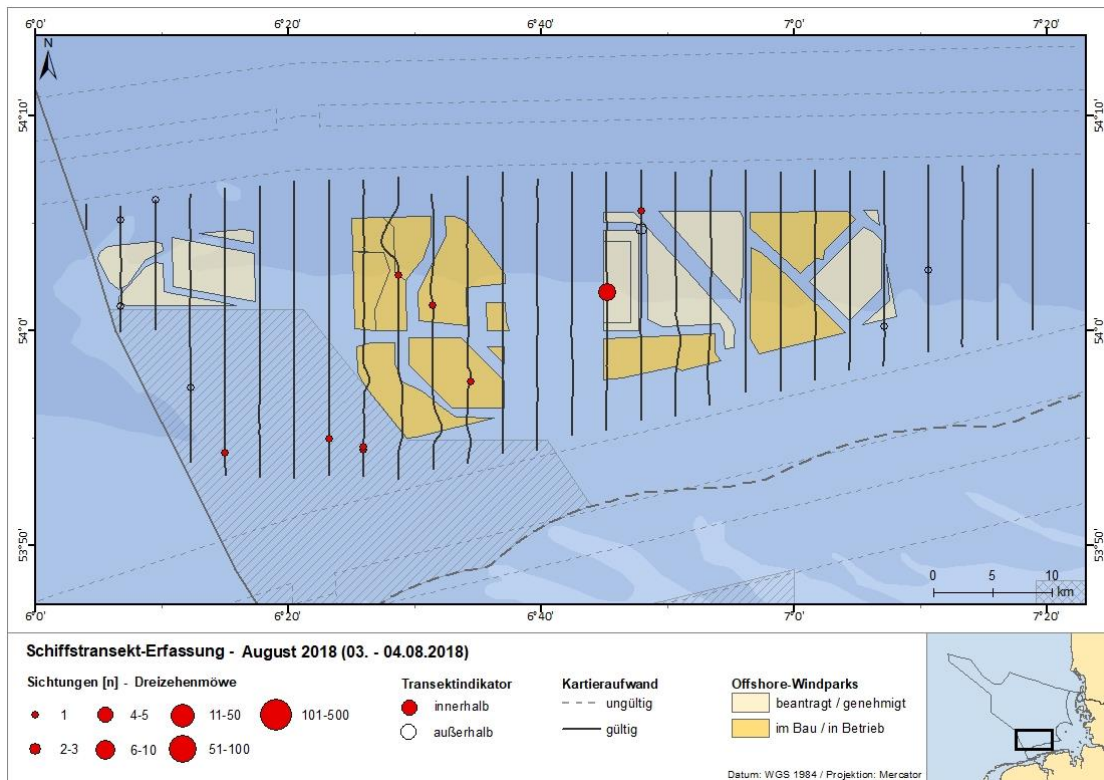 6°0' 6°20' 6°40' 7°0' 7°20'
N
54°10' 54°10'
54°0' 54°0'
53°50' 53°50'
0 5 10
km
6°0' 6°20' 6°40' 7°0' 7°20'
Schiffstransekt-Erfassung - August 2018 (03. - 04.08.2018)
Sichtungen [n] - Dreizehenmöwe
1 4-5 11-50 101-500
2-3 6-10 51-100
Transektindikator
innerhalb
außerhalb
Kartieraufwand
ungültig
gültig
Offshore-Windparks
beantragt / genehmigt
im Bau / in Betrieb
Datum: WGS 1984 / Projektion: Mercator